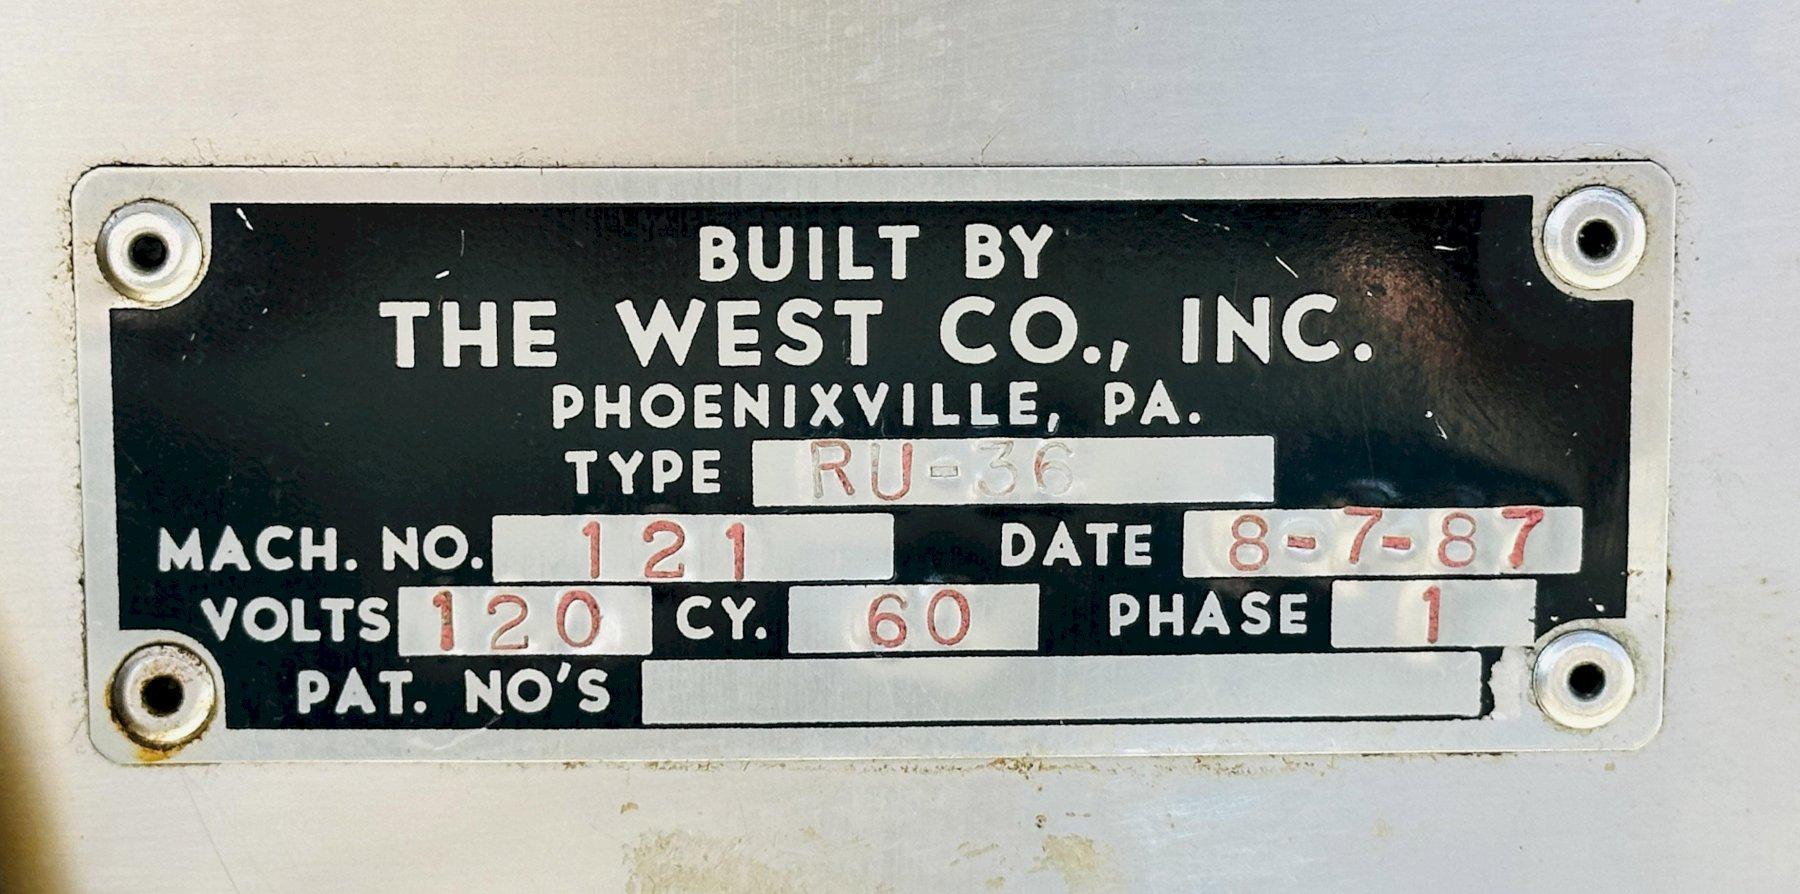 BUILT BY
THE WEST CO., INC.
PHOENIXVILLE, PA.
TYPE RU-36
MACH. NO. 121 DATE 8-7-87
VOLTS 120 CY. 60 PHASE 1
PAT. NO'S